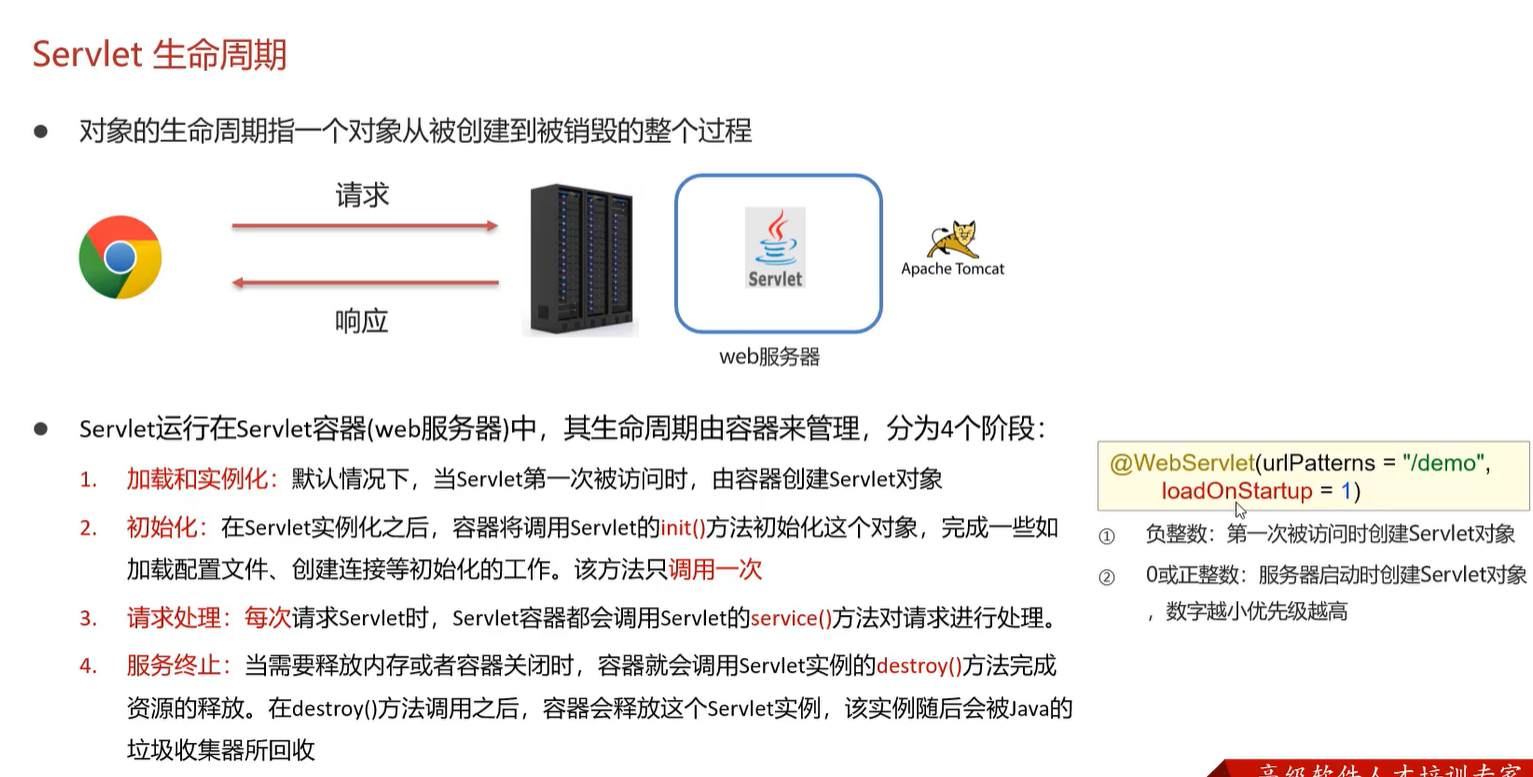 Servlet 生命周期
● 对象的生命周期指一个对象从被创建到被销毁的整个过程
请求
响应
Servlet
web服务器
Apache Tomcat
● Servlet运行在Servlet容器(web服务器)中，其生命周期由容器来管理，分为4个阶段：
1. 加载和实例化：默认情况下，当Servlet第一次被访问时，由容器创建Servlet对象
2. 初始化：在Servlet实例化之后，容器将调用Servlet的init()方法初始化这个对象，完成一些如
加载配置文件、创建连接等初始化的工作。该方法只调用一次
3. 请求处理：每次请求Servlet时，Servlet容器都会调用Servlet的service()方法对请求进行处理。
4. 服务终止：当需要释放内存或者容器关闭时，容器就会调用Servlet实例的destroy()方法完成
资源的释放。在destroy()方法调用之后，容器会释放这个Servlet实例，该实例随后会被Java的
垃圾收集器所回收
@WebServlet(urlPatterns = "/demo",
loadOnStartup = 1)
① 负整数：第一次被访问时创建Servlet对象
② 0或正整数：服务器启动时创建Servlet对象
，数字越小优先级越高
高级软件人才培训专家